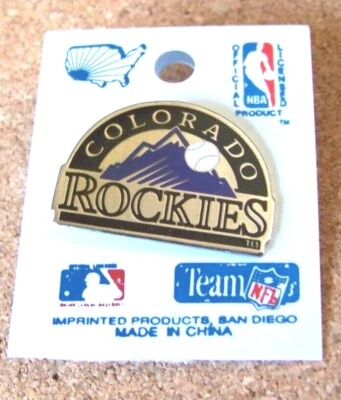 OFFICIAL LICENSED
NBA
PRODUCT ™
COLORADO
ROCKIES
Team NFL
IMPRINTED PRODUCTS, SAN DIEGO
MADE IN CHINA